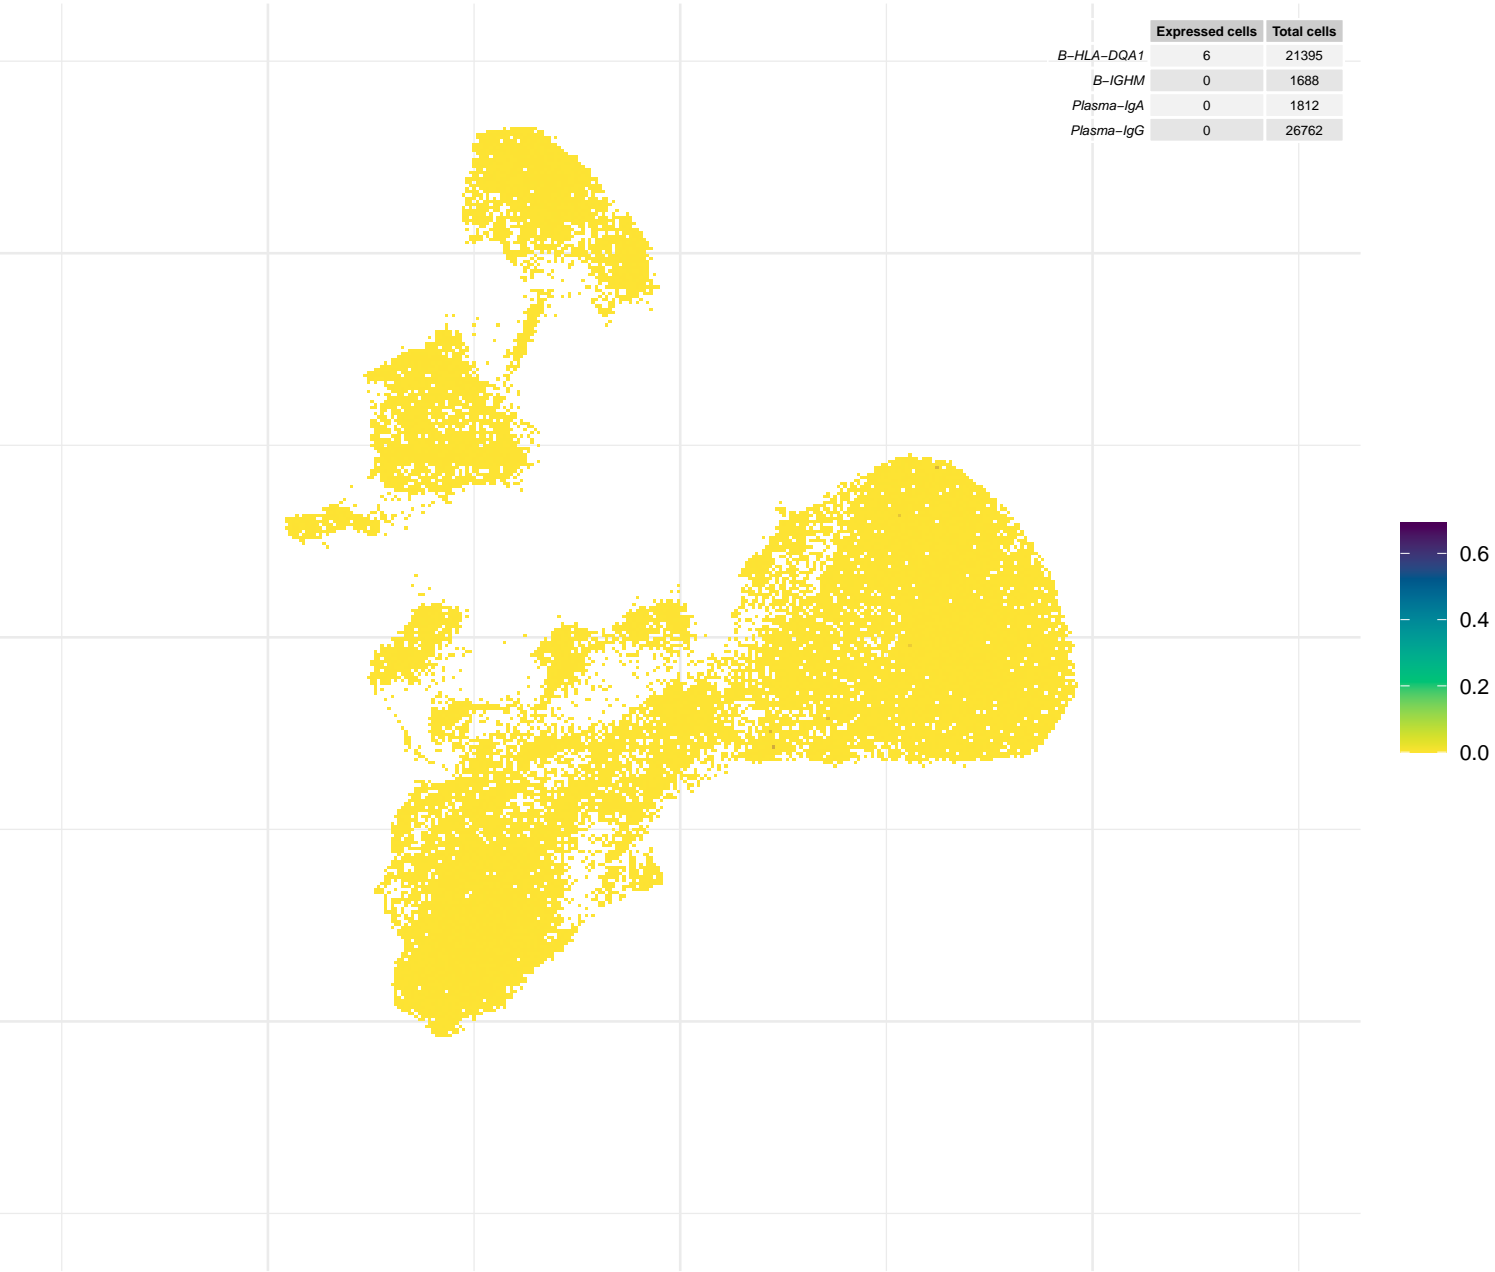 Expressed cells Total cells
B−HLA−DQA1 6 21395
B−IGHM 0 1688
Plasma−IgA 0 1812
Plasma−IgG 0 26762
0.6
0.4
0.2
0.0